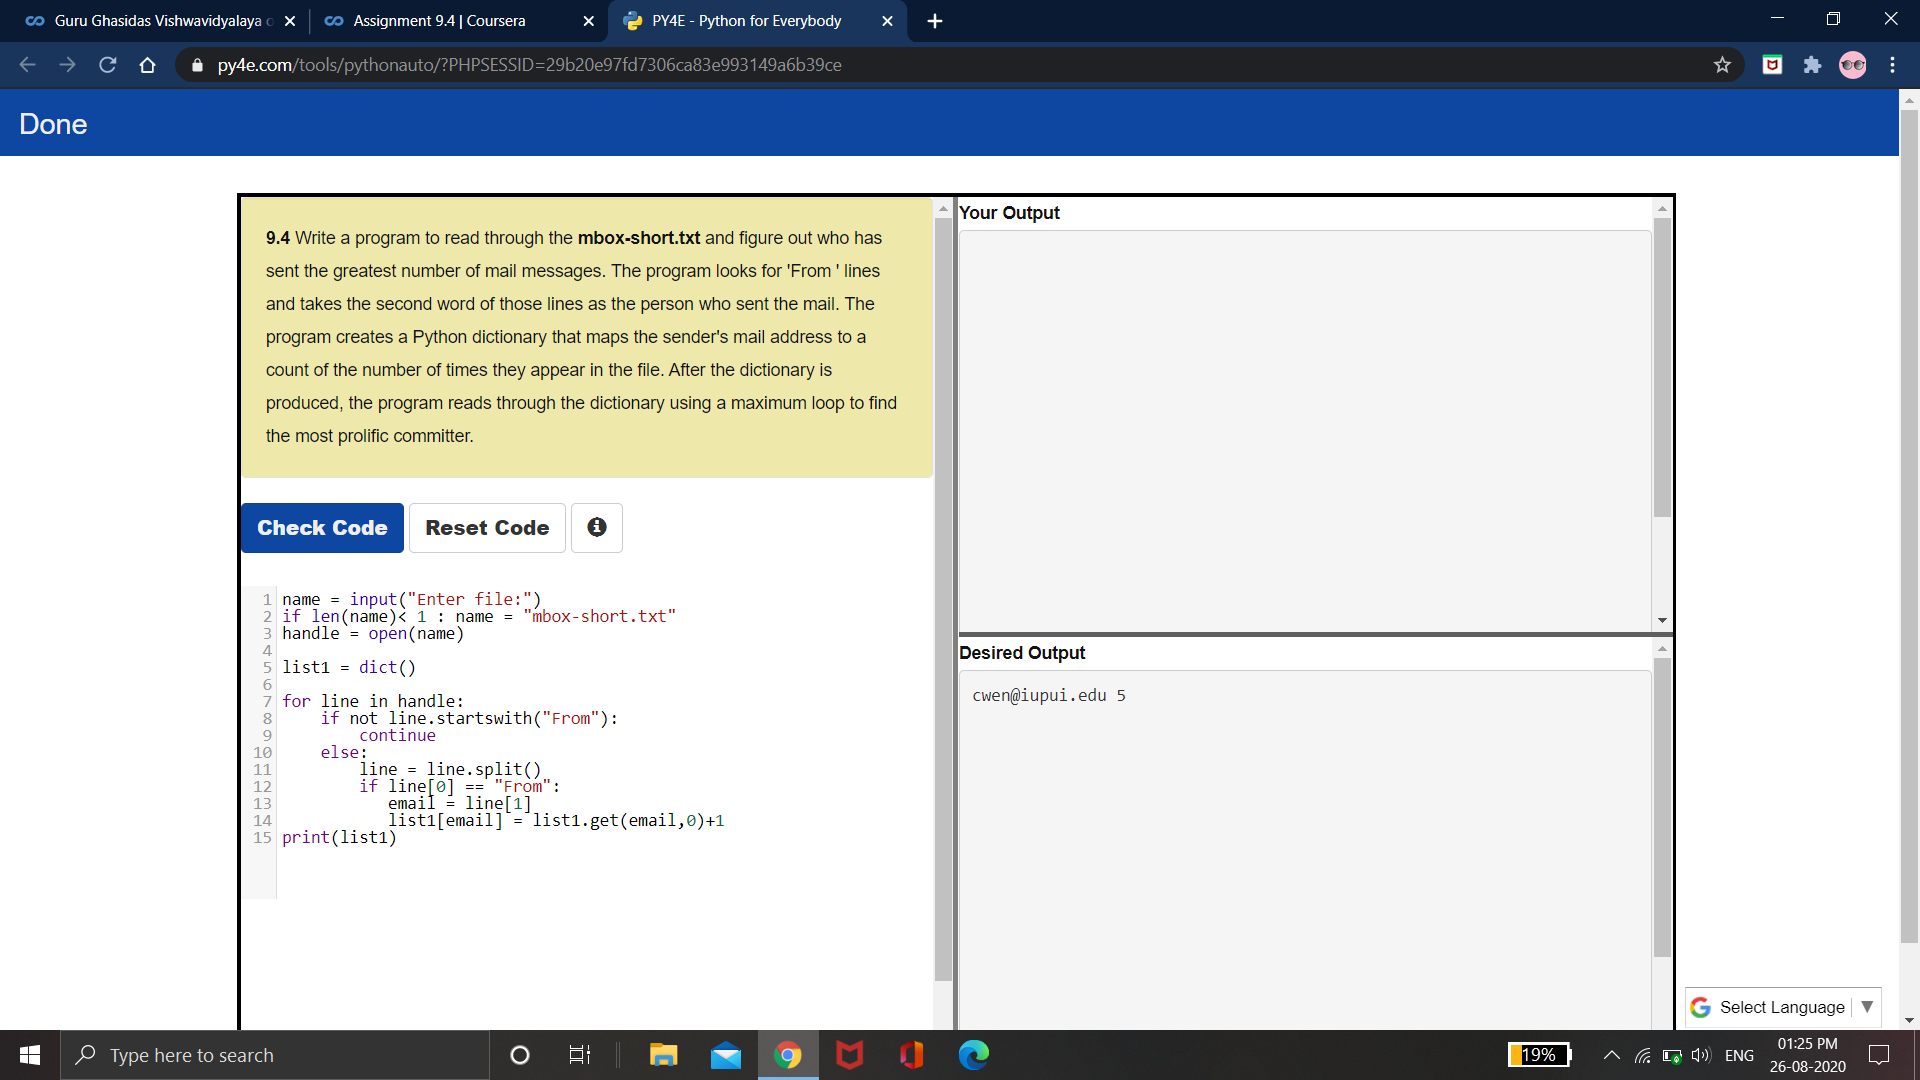 Guru Ghasidas Vishwavidyalaya
Assignment 9.4 | Coursera
PY4E - Python for Everybody
py4e.com/tools/pythonauto/?PHPSESSID=29b20e97fd7306ca83e993149a6b39ce
Done
9.4 Write a program to read through the mbox-short.txt and figure out who has
sent the greatest number of mail messages. The program looks for 'From ' lines
and takes the second word of those lines as the person who sent the mail. The
program creates a Python dictionary that maps the sender's mail address to a
count of the number of times they appear in the file. After the dictionary is
produced, the program reads through the dictionary using a maximum loop to find
the most prolific committer.
Check Code Reset Code
1 name = input("Enter file:")
2 if len(name)< 1 : name = "mbox-short.txt"
3 handle = open(name)
4
5 list1 = dict()
6
7 for line in handle:
8     if not line.startswith("From"):
9         continue
10     else:
11         line = line.split()
12         if line[0] == "From":
13            email = line[1]
14            list1[email] = list1.get(email,0)+1
15 print(list1)
Your Output
Desired Output
cwen@iupui.edu 5
Select Language
Type here to search
19%
ENG
01:25 PM
26-08-2020